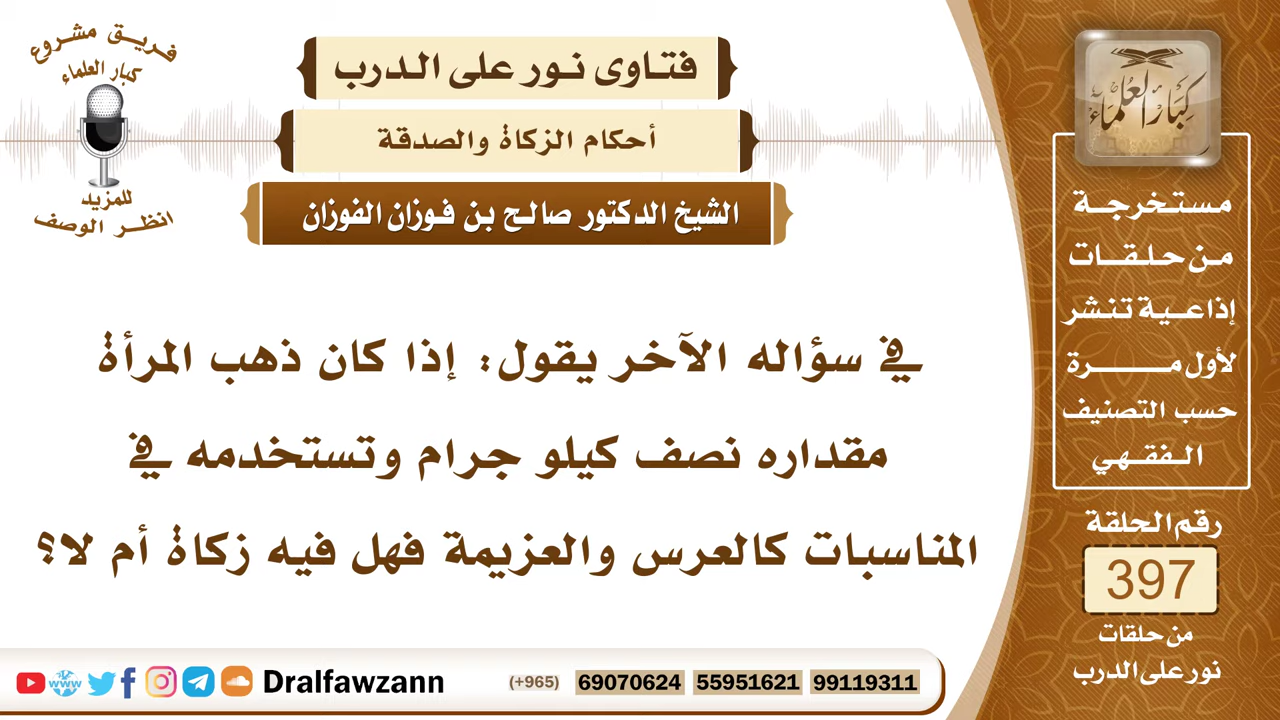 فريق مشروع
كبار العلماء
للمزيد
انظر الوصف
فتاوى نور على الدرب
أحكام الزكاة والصدقة
الشيخ الدكتور صالح بن فوزان الفوزان
في سؤاله الآخر يقول: إذا كان ذهب المرأة
مقداره نصف كيلو جرام وتستخدمه في
المناسبات كالعرس والعزيمة فهل فيه زكاة أم لا؟
كبار العلماء
مستخرجة
من حلقات
إذاعية تنشر
لأول مرة
حسب التصنيف
الفقهي
رقم الحلقة
397
من حلقات
نور على الدرب
www
Dralfawzann
(+965) 69070624 55951621 99119311